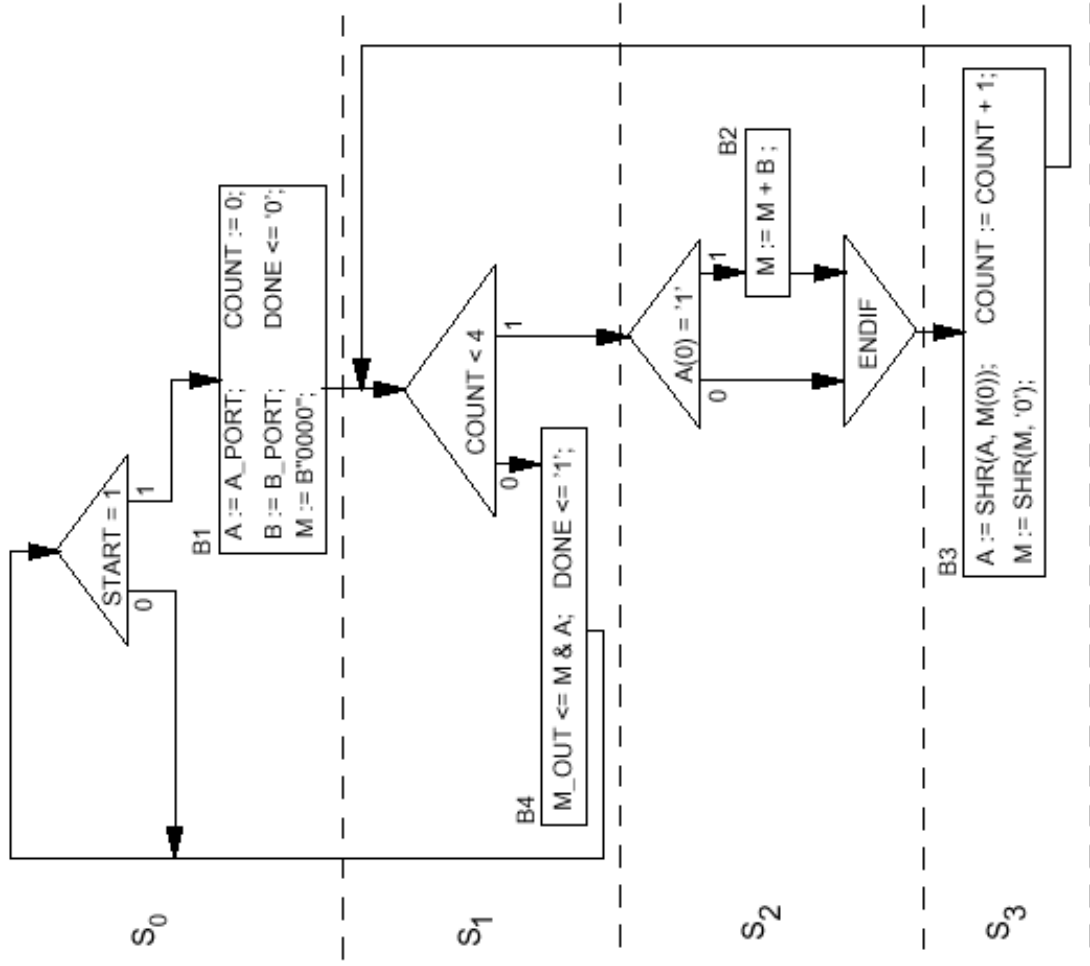 S0
START = 1
0
1
B1
A := A_PORT; COUNT := 0;
B := B_PORT; DONE <= '0';
M := B"0000";
S1
COUNT < 4
0
1
B4
M_OUT <= M & A; DONE <= '1';
S2
A(0) = '1'
0
1
B2
M := M + B ;
ENDIF
S3
B3
A := SHR(A, M(0)); COUNT := COUNT + 1;
M := SHR(M, '0');